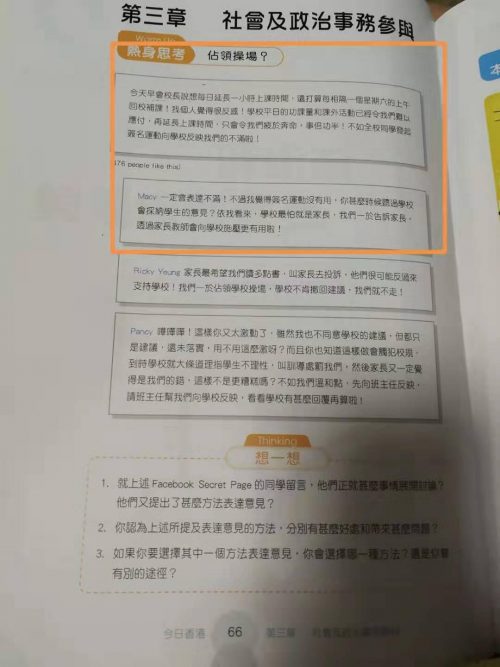 第三章 社會及政治事務參與
Warm Up
熱身思考 佔領操場？
今天早會校長說想每日延長一小時上課時間，還打算每相隔一個星期六的上午
回校補課！我個人覺得很反感！學校平日的功課量和課外活動已經令我們難以
應付，再延長上課時間，只會令我們疲於奔命，事倍功半！不如全校同學發起
簽名運動向學校反映我們的不滿啦！
176 people like this!
Macy 一定會表達不滿！不過我覺得簽名運動沒有用，你甚麼時候聽過學校
會採納學生的意見？依我看來，學校最怕就是家長，我們一於告訴家長，
透過家長教師會向學校施壓更有用啦！
Ricky Yeung 家長最希望我們讀多點書，叫家長去投訴，他們很可能反過來
支持學校！我們一於佔領學校操場，學校不肯撤回建議，我們就不走！
Pancy 嘩嘩嘩！這樣你又太激動了，雖然我也不同意學校的建議，但都只
是建議，還未落實，用不用這麼激呀？而且你也知道這樣做會觸犯校規，
到時學校就大條道理指學生不理性，叫訓導處罰我們，然後家長又一定覺
得是我們的錯，這樣不是更糟糕嗎？不如我們溫和點，先向班主任反映，
請班主任幫我們向學校反映，看看學校有甚麼回覆再算啦！
Thinking
想一想
1. 就上述 Facebook Secret Page 的同學留言，他們正就甚麼事情展開討論？
他們又提出了甚麼方法表達意見？
2. 你認為上述所提及表達意見的方法，分別有甚麼好處和帶來甚麼問題？
3. 如果你要選擇其中一個方法表達意見，你會選擇哪一種方法？還是你會
有別的途徑？
今日香港 66 第三章 社會及政治事務參與
本